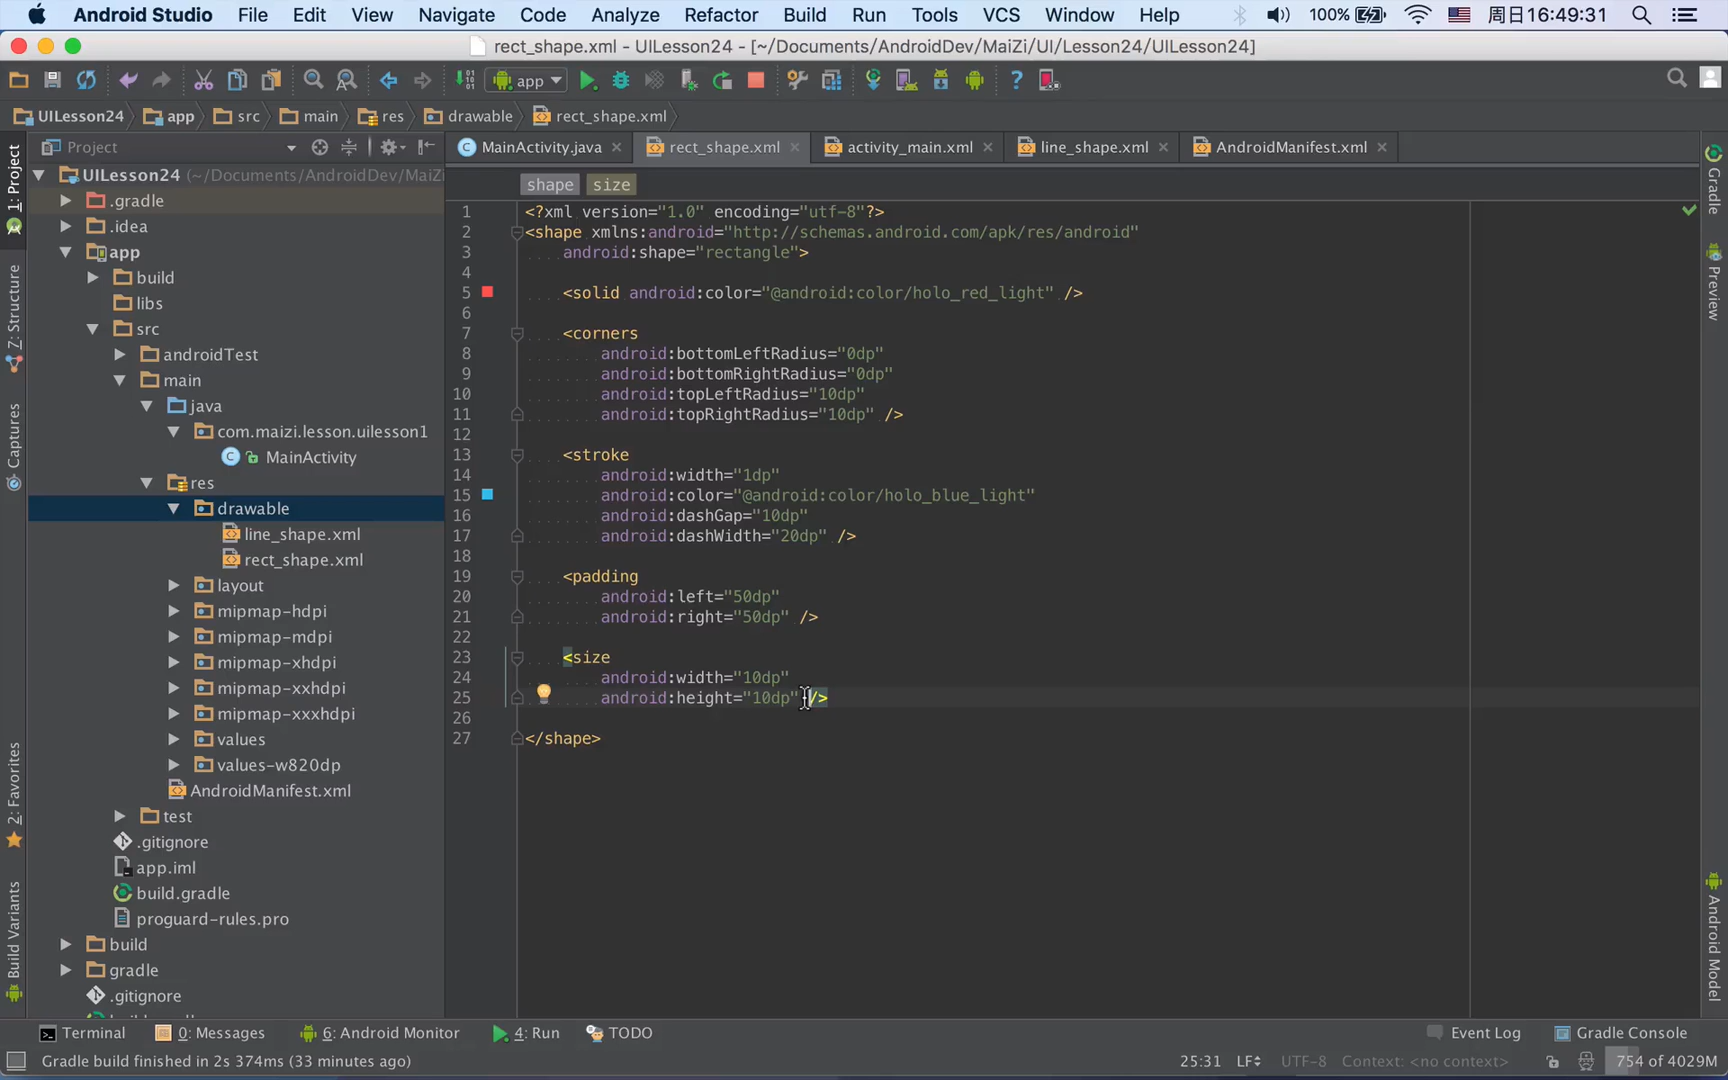 Android Studio File Edit View Navigate Code Analyze Refactor Build Run Tools VCS Window Help 100% 周日16:49:31
rect_shape.xml - UILesson24 - [~/Documents/AndroidDev/MaiZi/UI/Lesson24/UILesson24]
app
UILesson24 app src main res drawable rect_shape.xml
Project
MainActivity.java rect_shape.xml activity_main.xml line_shape.xml AndroidManifest.xml
UILesson24 (~/Documents/AndroidDev/MaiZi
.gradle
.idea
app
build
libs
src
androidTest
main
java
com.maizi.lesson.uilesson1
MainActivity
res
drawable
line_shape.xml
rect_shape.xml
layout
mipmap-hdpi
mipmap-mdpi
mipmap-xhdpi
mipmap-xxhdpi
mipmap-xxxhdpi
values
values-w820dp
AndroidManifest.xml
test
.gitignore
app.iml
build.gradle
proguard-rules.pro
build
gradle
.gitignore
1: Project
7: Structure
Captures
2: Favorites
Build Variants
shape size
1 <?xml version="1.0" encoding="utf-8"?>
2 <shape xmlns:android="http://schemas.android.com/apk/res/android"
3 android:shape="rectangle">
4
5 <solid android:color="@android:color/holo_red_light" />
6
7 <corners
8 android:bottomLeftRadius="0dp"
9 android:bottomRightRadius="0dp"
10 android:topLeftRadius="10dp"
11 android:topRightRadius="10dp" />
12
13 <stroke
14 android:width="1dp"
15 android:color="@android:color/holo_blue_light"
16 android:dashGap="10dp"
17 android:dashWidth="20dp" />
18
19 <padding
20 android:left="50dp"
21 android:right="50dp" />
22
23 <size
24 android:width="10dp"
25 android:height="10dp" />
26
27 </shape>
Gradle
Preview
Android Model
Terminal 0: Messages 6: Android Monitor 4: Run TODO Event Log Gradle Console
Gradle build finished in 2s 374ms (33 minutes ago) 25:31 LF UTF-8 Context: <no context> 754 of 4029M